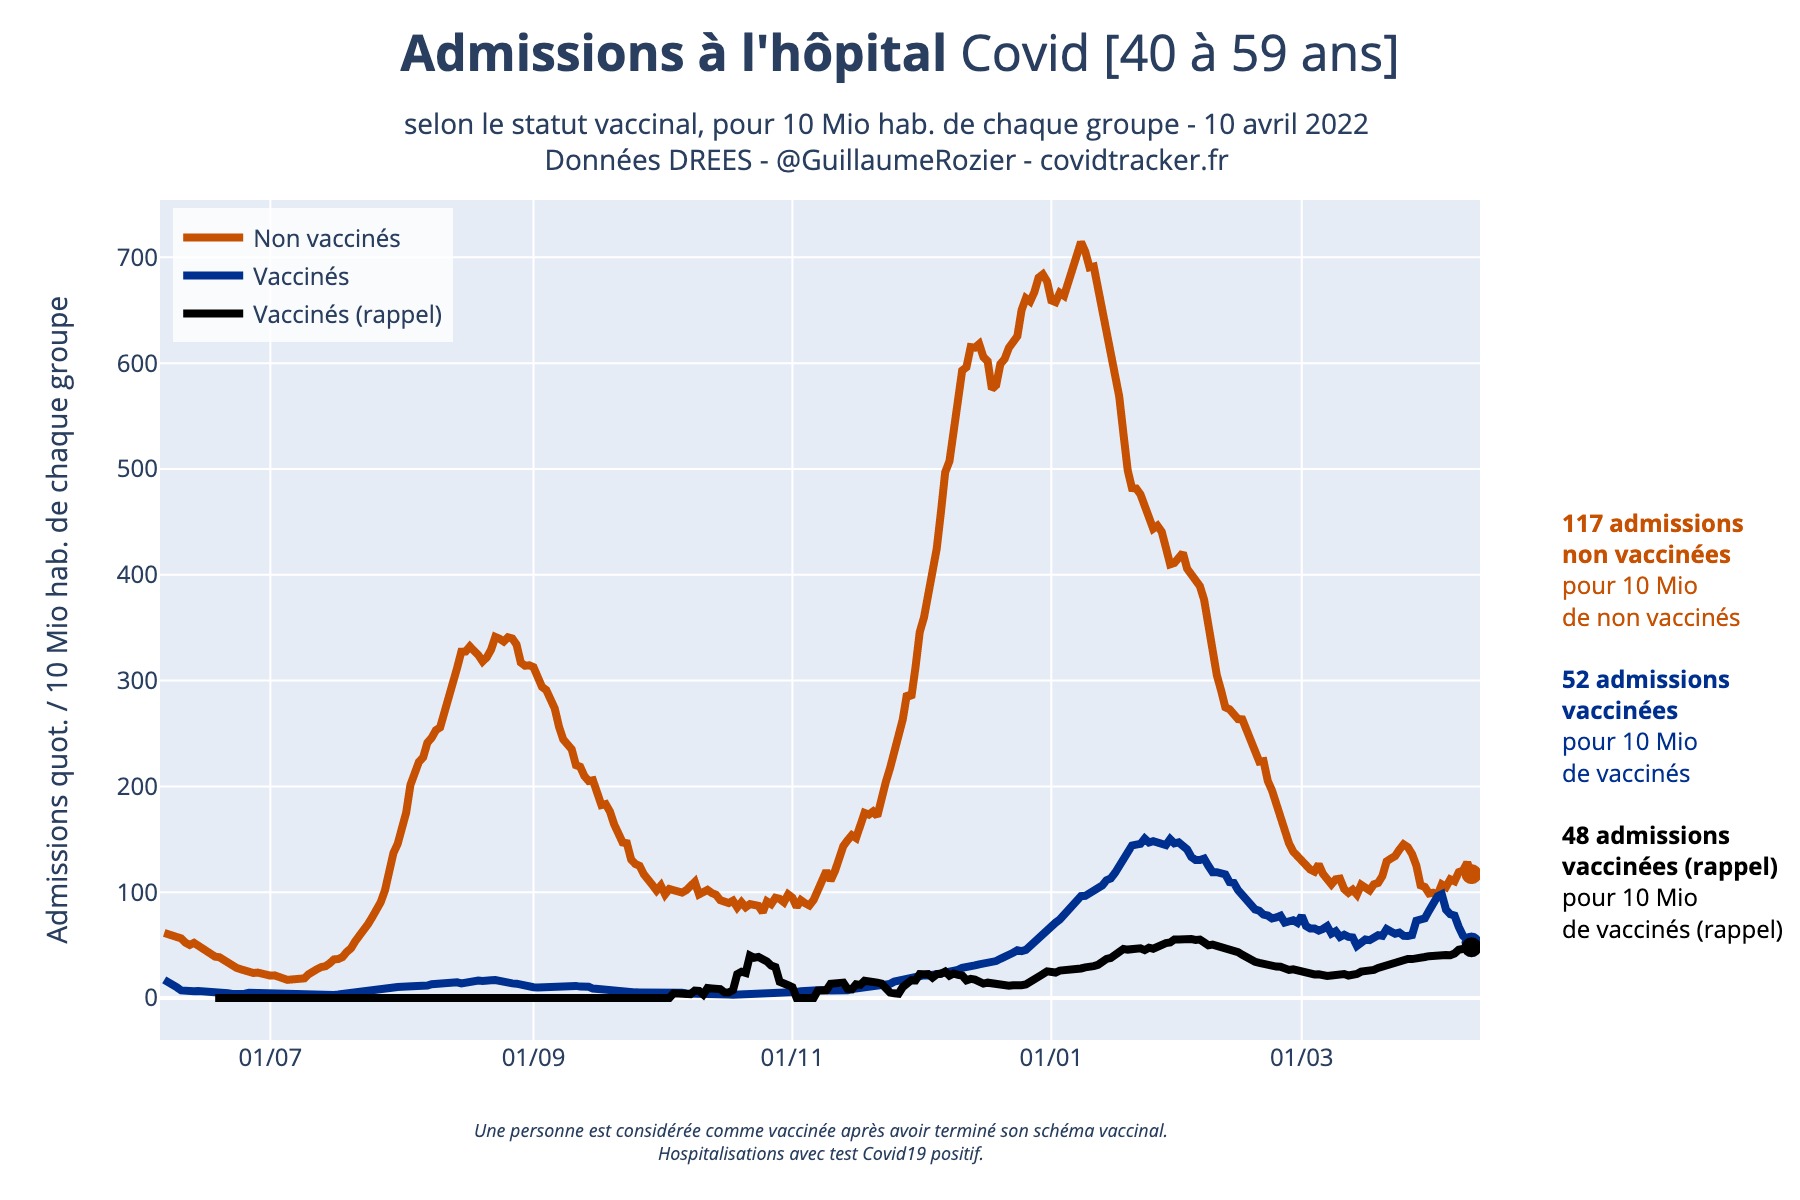 Admissions à l'hôpital Covid [40 à 59 ans]
selon le statut vaccinal, pour 10 Mio hab. de chaque groupe - 10 avril 2022
Données DREES - @GuillaumeRozier - covidtracker.fr
Non vaccinés
Vaccinés
Vaccinés (rappel)
Admissions quot. / 10 Mio hab. de chaque groupe
700
600
500
400
300
200
100
0
01/07
01/09
01/11
01/01
01/03
117 admissions
non vaccinées
pour 10 Mio
de non vaccinés
52 admissions
vaccinées
pour 10 Mio
de vaccinés
48 admissions
vaccinées (rappel)
pour 10 Mio
de vaccinés (rappel)
Une personne est considérée comme vaccinée après avoir terminé son schéma vaccinal.
Hospitalisations avec test Covid19 positif.